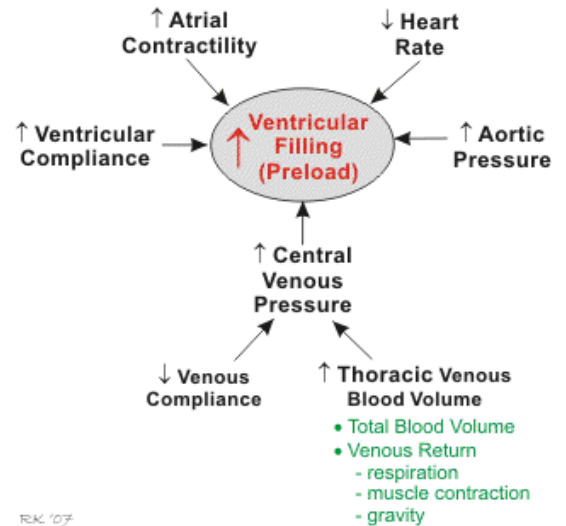 ↑ Atrial
Contractility
↓ Heart
Rate
↑ Ventricular
Compliance
↑ Ventricular
Filling
(Preload)
↑ Aortic
Pressure
↑ Central
Venous
Pressure
↓ Venous
Compliance
↑ Thoracic Venous
Blood Volume
• Total Blood Volume
• Venous Return
- respiration
- muscle contraction
- gravity
RK '07